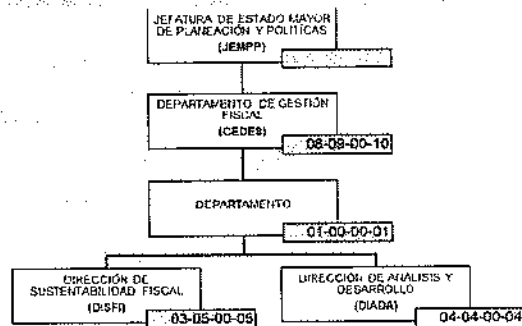 JEFATURA DE ESTADO MAYOR
DE PLANEACIÓN Y POLÍTICAS
(JEMPP)
DEPARTAMENTO DE GESTIÓN
FISCAL
(CEDES)
08-09-00-10
DEPARTAMENTO
01-00-00-01
DIRECCIÓN DE
SUSTENTABILIDAD FISCAL
(DISFI)
03-05-00-05
DIRECCIÓN DE ANÁLISIS Y
DESARROLLO
(DIADA)
04-04-00-04